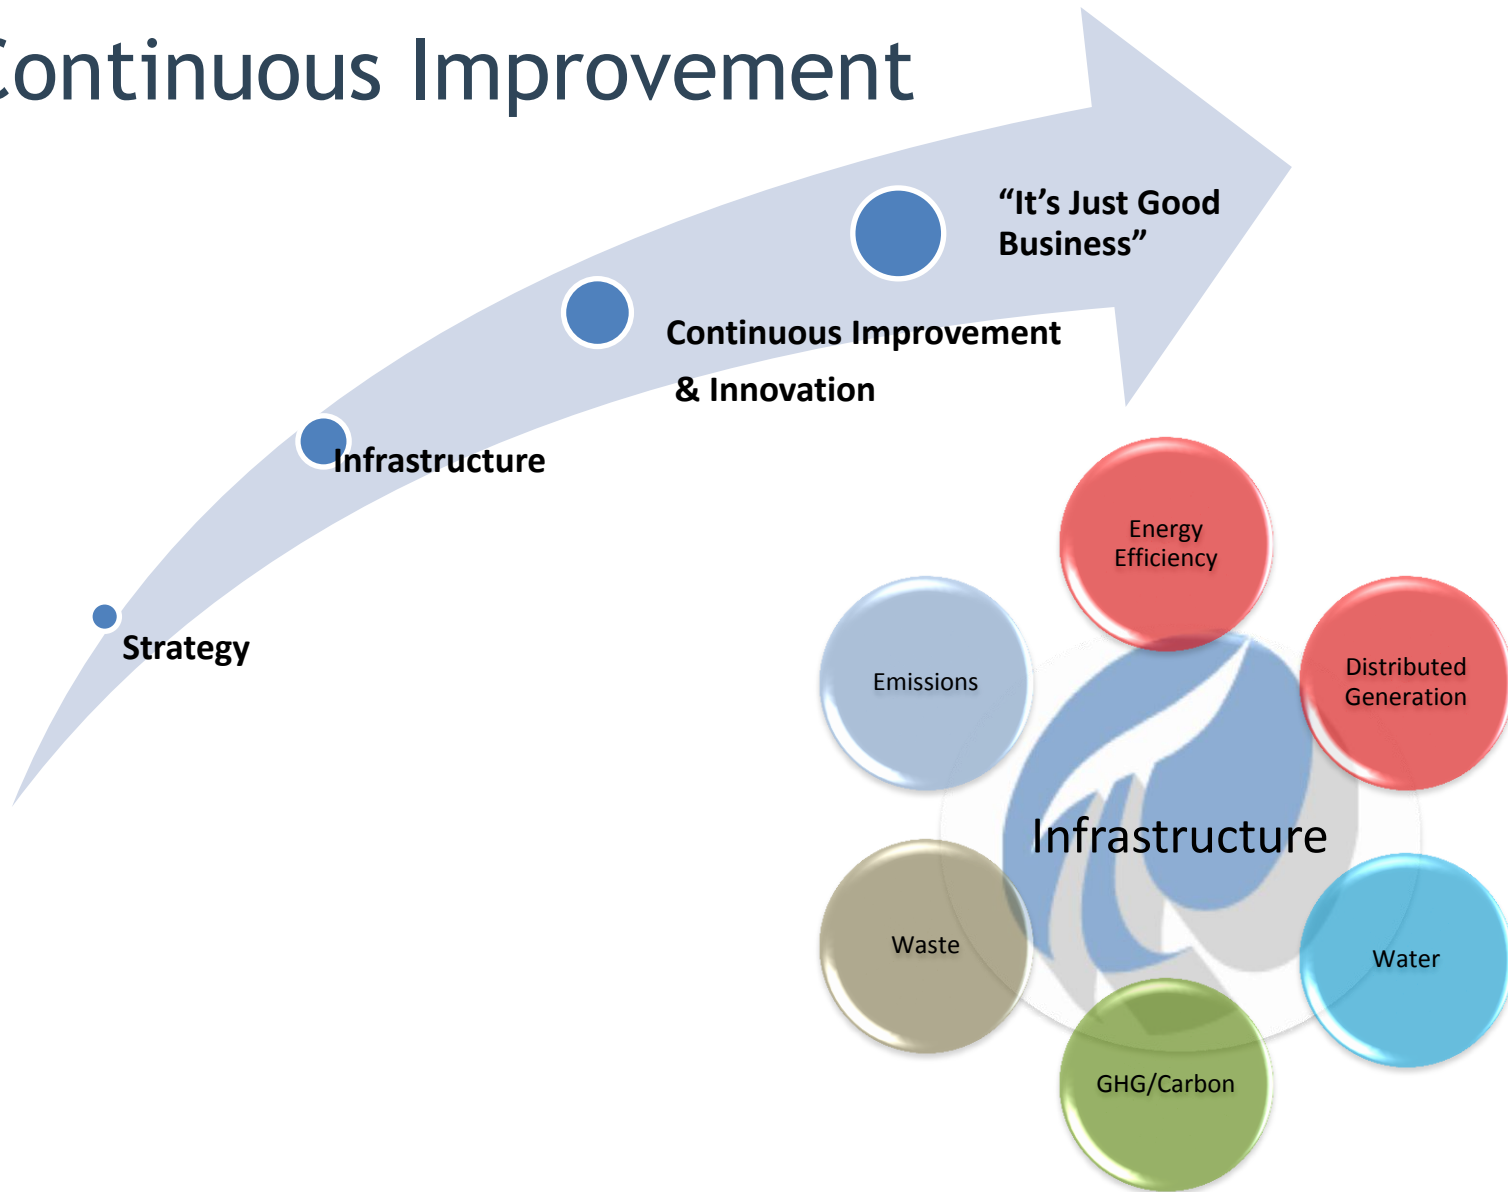 Continuous Improvement
“It’s Just Good
Business”
Continuous Improvement
& Innovation
Infrastructure
Strategy
Energy
Efficiency
Distributed
Generation
Emissions
Infrastructure
Waste
Water
GHG/Carbon